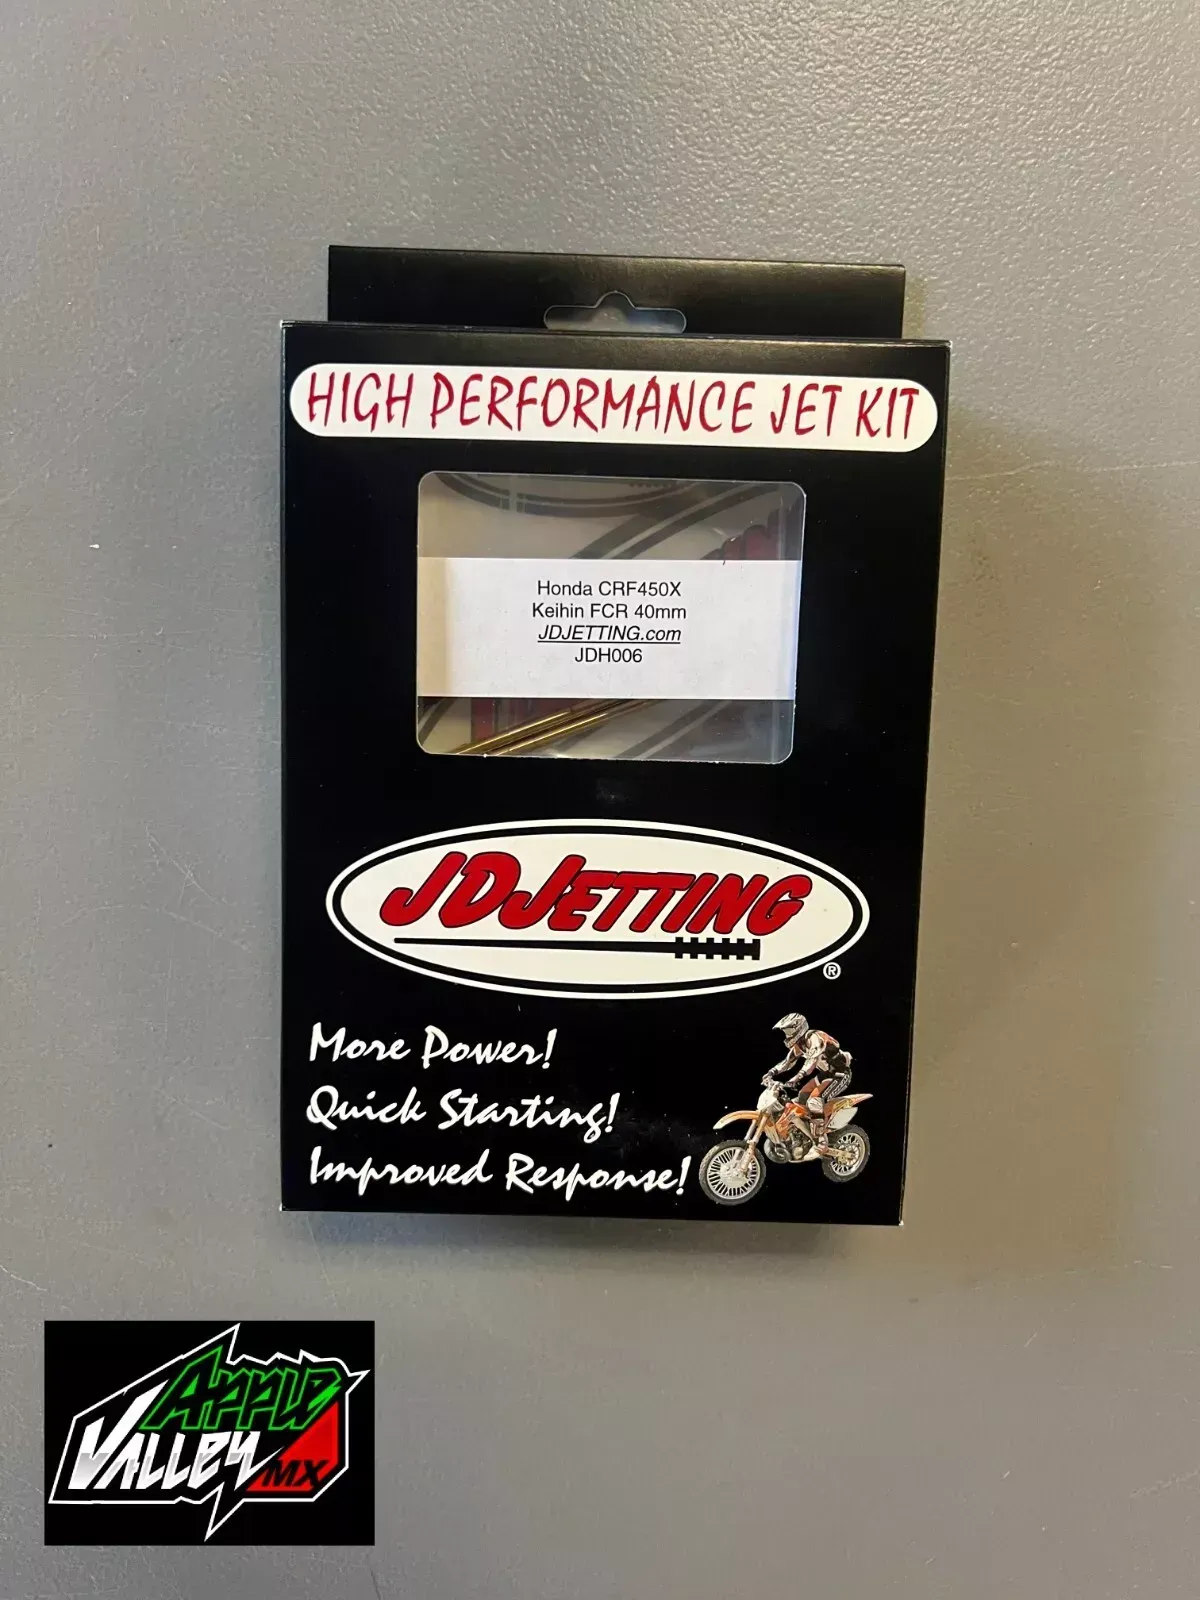 HIGH PERFORMANCE JET KIT
Honda CRF450X
Keihin FCR 40mm
JDJETTING.com
JDH006
JDJETTING
®
More Power!
Quick Starting!
Improved Response!
APPLE
VALLEY
MX